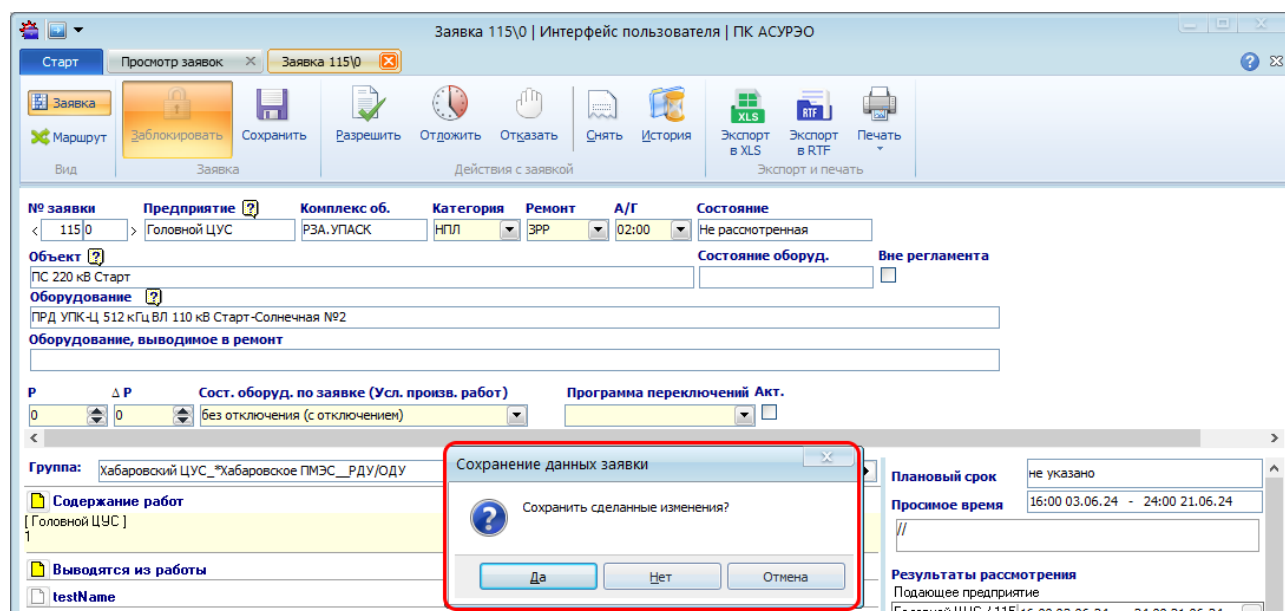 Заявка 115\0 | Интерфейс пользователя | ПК АСУРЭО
Старт Просмотр заявок Заявка 115\0
Заявка Маршрут Заблокировать Сохранить Разрешить Отложить Отказать Снять История Экспорт в XLS Экспорт в RTF Печать
Вид Заявка Действия с заявкой Экспорт и печать
№ заявки Предприятие [?] Комплекс об. Категория Ремонт А/Г Состояние
< 115 0 > Головной ЦУС РЗА.УПАСК НПЛ ЗРР 02:00 Не рассмотренная
Объект [?] Состояние оборуд. Вне регламента
ПС 220 кВ Старт
Оборудование [?]
ПРД УПК-Ц 512 кГц ВЛ 110 кВ Старт-Солнечная №2
Оборудование, выводимое в ремонт
P Δ P Сост. оборуд. по заявке (Усл. произв. работ) Программа переключений Акт.
0 0 без отключения (с отключением)
Группа: Хабаровский ЦУС_*Хабаровское ПМЭС__РДУ/ОДУ
Содержание работ
[ Головной ЦУС ]
1
Выводятся из работы
testName
Сохранение данных заявки
Сохранить сделанные изменения?
Да Нет Отмена
Плановый срок не указано
Просимое время 16:00 03.06.24 - 24:00 21.06.24
//
Результаты рассмотрения
Подающее предприятие